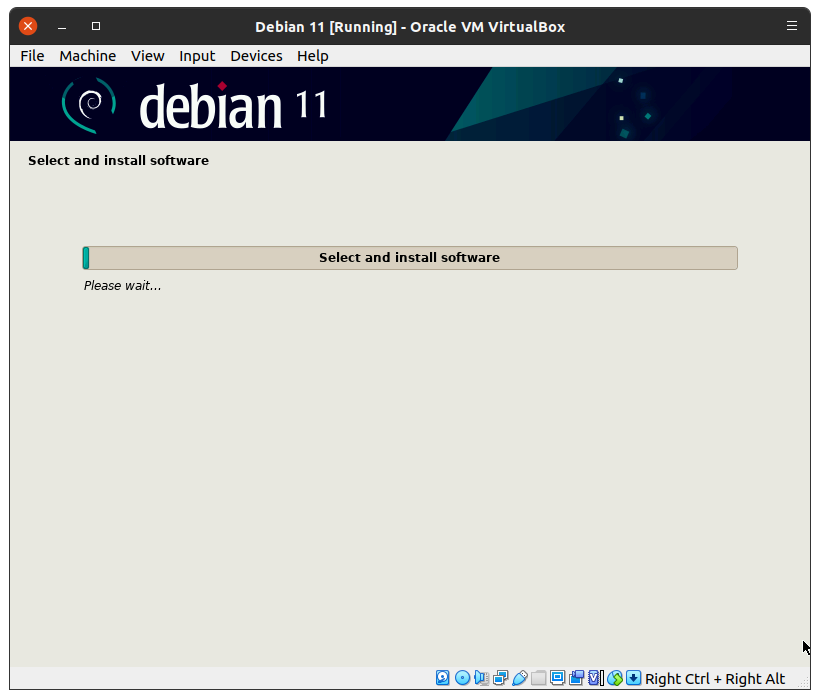 Debian 11 [Running] - Oracle VM VirtualBox
File Machine View Input Devices Help
debian 11
Select and install software
Select and install software
Please wait...
Right Ctrl + Right Alt